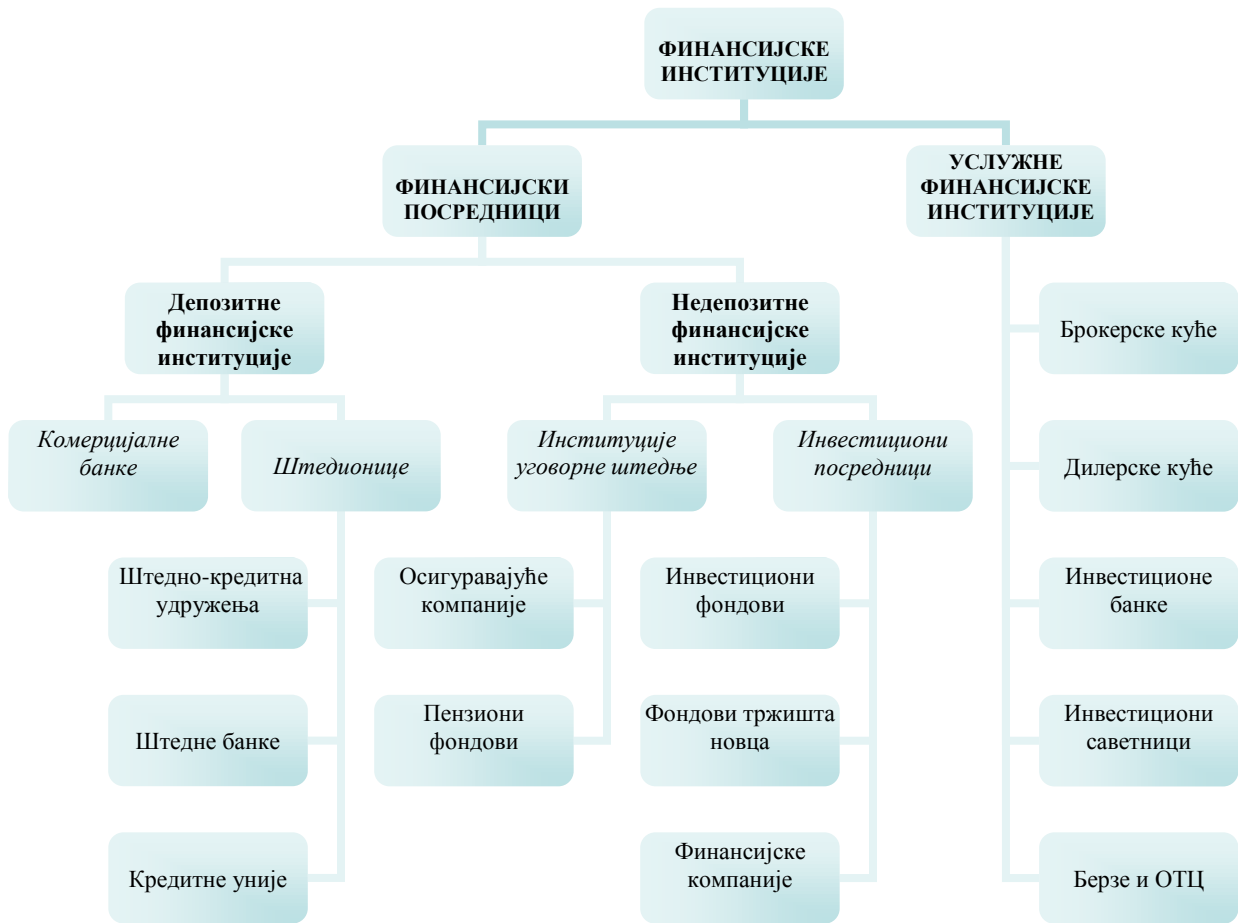 ФИНАНСИЈСКЕ
ИНСТИТУЦИЈЕ
ФИНАНСИЈСКИ
ПОСРЕДНИЦИ
УСЛУЖНЕ
ФИНАНСИЈСКЕ
ИНСТИТУЦИЈЕ
Депозитне
финансијске
институције
Недепозитне
финансијске
институције
Брокерске куће
Комерцијалне
банке
Штедионице
Институције
уговорне штедње
Инвестициони
посредници
Дилерске куће
Штедно-кредитна
удружења
Осигуравајуће
компаније
Инвестициони
фондови
Инвестиционе
банке
Штедне банке
Пензиони
фондови
Фондови тржишта
новца
Инвестициони
саветници
Кредитне уније
Финансијске
компаније
Берзе и ОТЦ